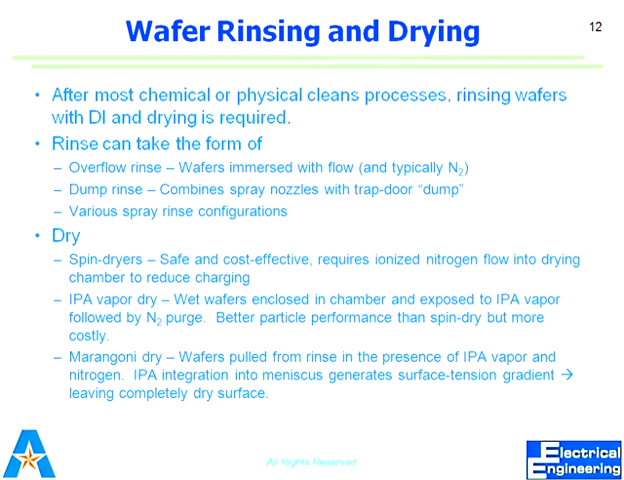 Wafer Rinsing and Drying
12
• After most chemical or physical cleans processes, rinsing wafers
with DI and drying is required.
• Rinse can take the form of
– Overflow rinse – Wafers immersed with flow (and typically N2)
– Dump rinse – Combines spray nozzles with trap-door “dump”
– Various spray rinse configurations
• Dry
– Spin-dryers – Safe and cost-effective, requires ionized nitrogen flow into drying
chamber to reduce charging
– IPA vapor dry – Wet wafers enclosed in chamber and exposed to IPA vapor
followed by N2 purge. Better particle performance than spin-dry but more
costly.
– Marangoni dry – Wafers pulled from rinse in the presence of IPA vapor and
nitrogen. IPA integration into meniscus generates surface-tension gradient →
leaving completely dry surface.
All Rights Reserved
Electrical
Engineering